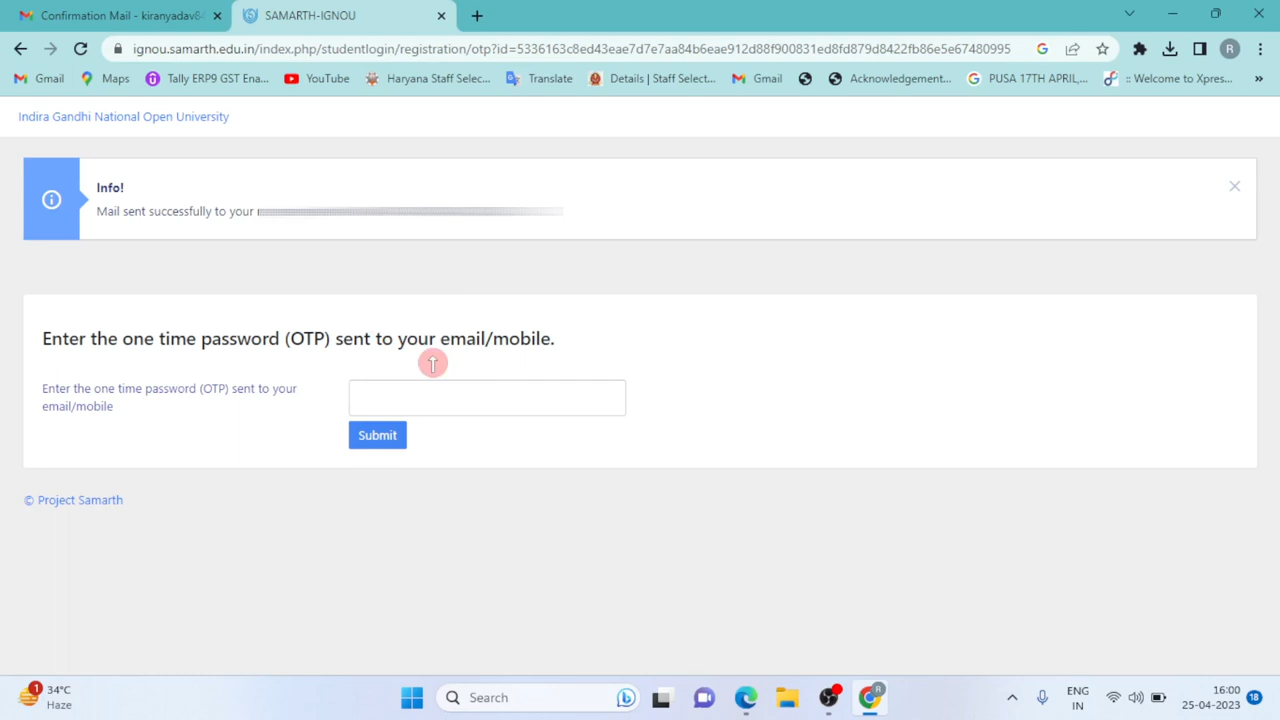 Confirmation Mail - kiranyadav84
SAMARTH-IGNOU
ignou.samarth.edu.in/index.php/studentlogin/registration/otp?id=5336163c8ed43eae7d7e7aa84b6eae912d88f900831ed8fd879d8422fb86e5e67480995
R
Gmail
Maps
Tally ERP9 GST Ena...
YouTube
Haryana Staff Selec...
Translate
Details | Staff Select...
Gmail
Acknowledgement...
PUSA 17TH APRIL,...
:: Welcome to Xpres...
»
Indira Gandhi National Open University
Info!
Mail sent successfully to your
Enter the one time password (OTP) sent to your email/mobile.
Enter the one time password (OTP) sent to your
email/mobile
Submit
© Project Samarth
1
34°C
Haze
Search
R
ENG
IN
16:00
25-04-2023
18